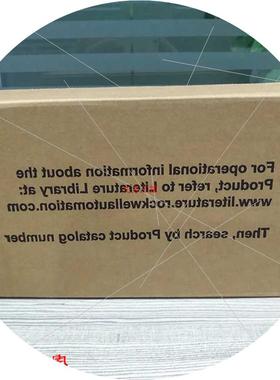 For operational information about the
Product, refer to Literature Library at:
www.literature.rockwellautomation.com
Then, search by Product catalog number